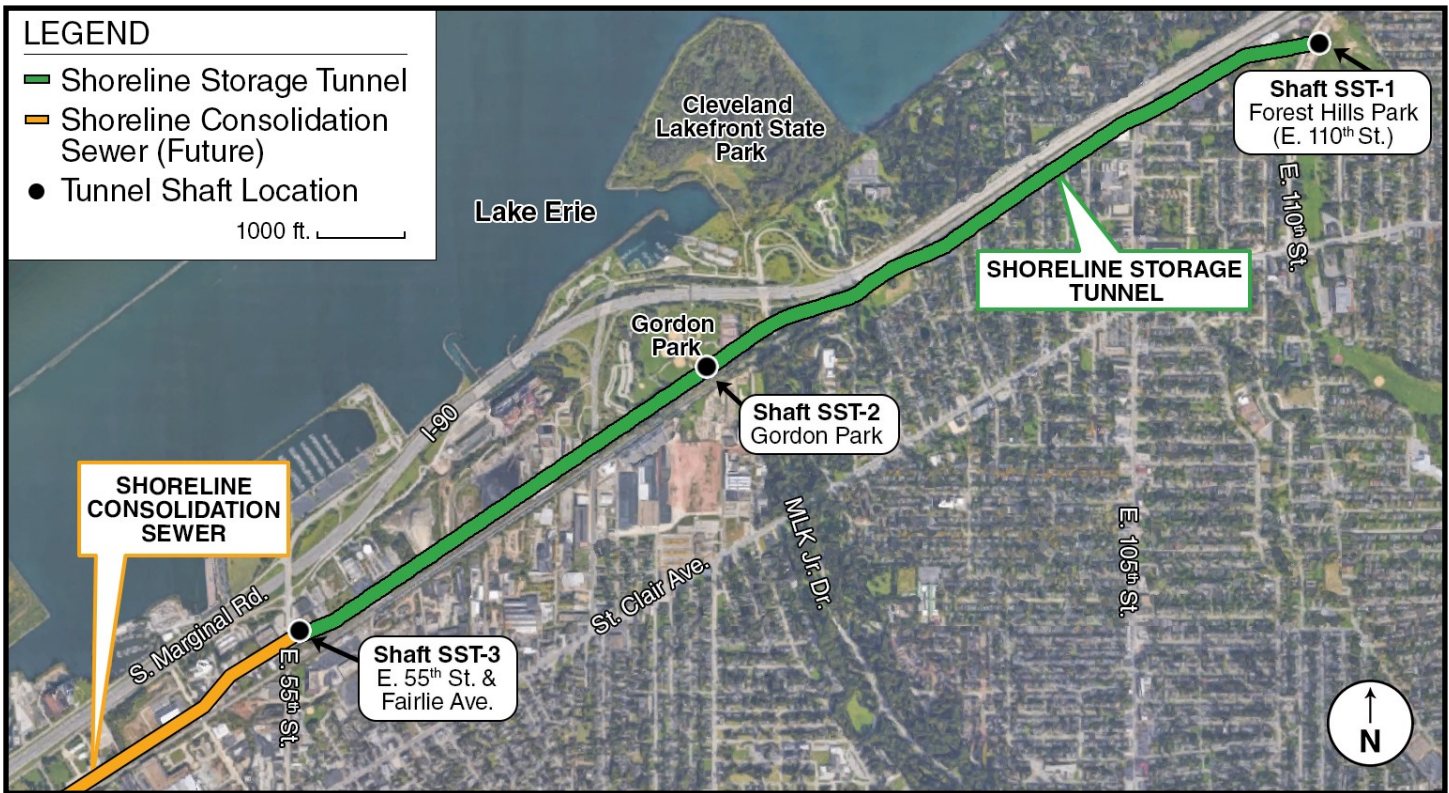 LEGEND
Shoreline Storage Tunnel
Shoreline Consolidation
Sewer (Future)
Tunnel Shaft Location
1000 ft.
Cleveland
Lakefront State
Park
Lake Erie
Shaft SST-1
Forest Hills Park
(E. 110th St.)
E. 110th St.
SHORELINE STORAGE
TUNNEL
Gordon
Park
Shaft SST-2
Gordon Park
I-90
SHORELINE
CONSOLIDATION
SEWER
MLK Jr. Dr.
E. 105th St.
St. Clair Ave.
S. Marginal Rd.
Shaft SST-3
E. 55th St. &
Fairlie Ave.
E. 55th St.
N